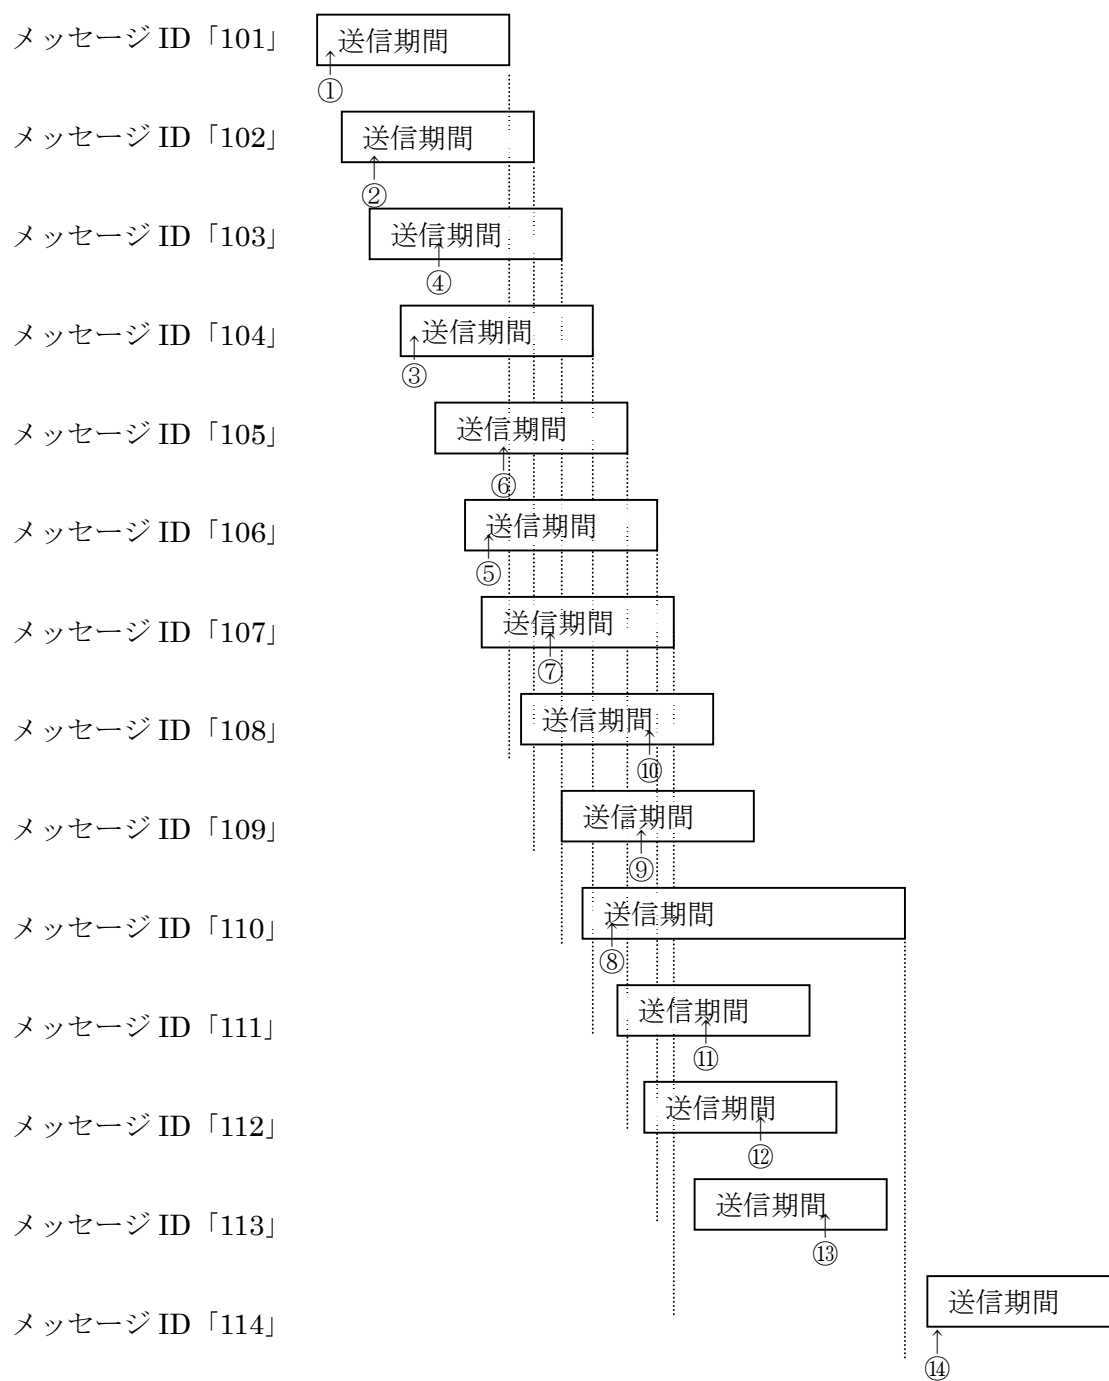 メッセージ ID「101」 送信期間
①
メッセージ ID「102」 送信期間
②
メッセージ ID「103」 送信期間
④
メッセージ ID「104」 送信期間
③
メッセージ ID「105」 送信期間
⑥
メッセージ ID「106」 送信期間
⑤
メッセージ ID「107」 送信期間
⑦
メッセージ ID「108」 送信期間
⑩
メッセージ ID「109」 送信期間
⑨
メッセージ ID「110」 送信期間
⑧
メッセージ ID「111」 送信期間
⑪
メッセージ ID「112」 送信期間
⑫
メッセージ ID「113」 送信期間
⑬
メッセージ ID「114」 送信期間
⑭